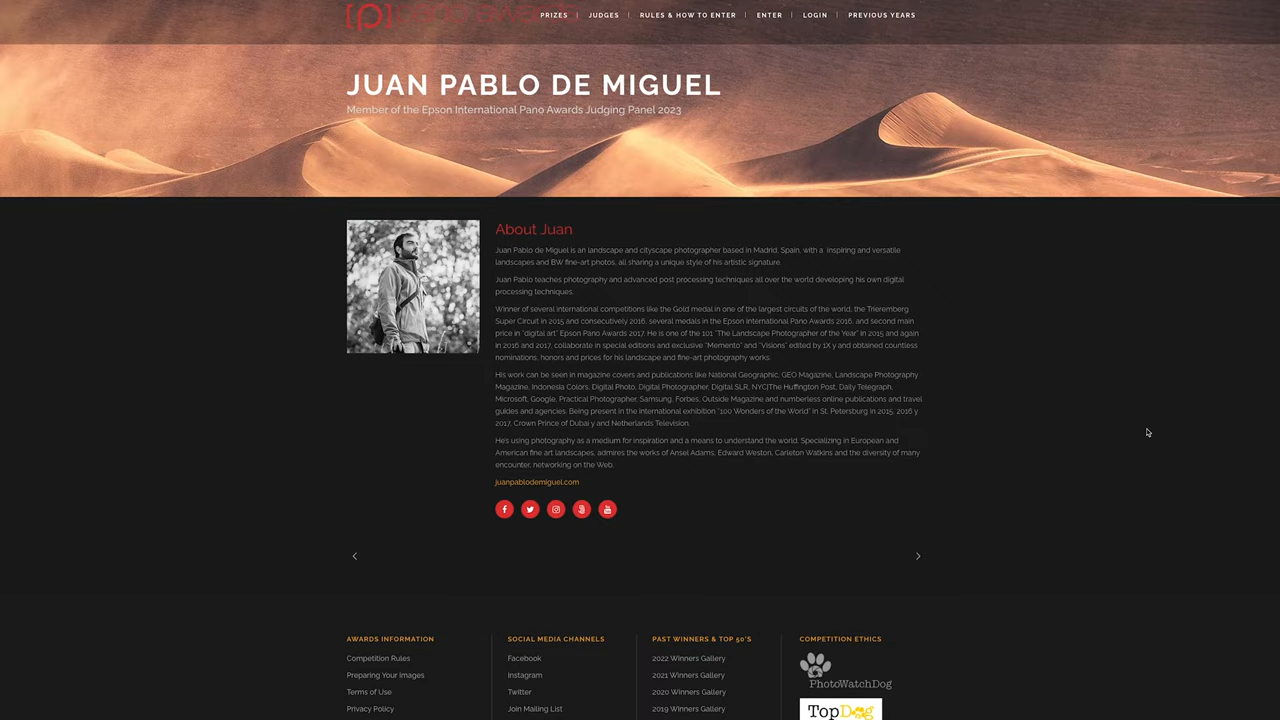 [p] pano awards
PRIZES | JUDGES | RULES & HOW TO ENTER | ENTER | LOGIN | PREVIOUS YEARS
JUAN PABLO DE MIGUEL
Member of the Epson International Pano Awards Judging Panel 2023
About Juan
Juan Pablo de Miguel is an landscape and cityscape photographer based in Madrid, Spain, with a inspiring and versatile
landscapes and BW fine-art photos, all sharing a unique style of his artistic signature.
Juan Pablo teaches photography and advanced post processing techniques all over the world developing his own digital
processing techniques.
Winner of several international competitions like the Gold medal in one of the largest circuits of the world, the Trieremberg
Super Circuit in 2015 and consecutively 2016, several medals in the Epson International Pano Awards 2016, and second main
price in "digital art" Epson Pano Awards 2017. He is one of the 101 "The Landscape Photographer of the Year" in 2015 and again
in 2016 and 2017, collaborate in special editions and exclusive "Memento" and "Visions" edited by 1X y and obtained countless
nominations, honors and prices for his landscape and fine-art photography works.
His work can be seen in magazine covers and publications like National Geographic, GEO Magazine, Landscape Photography
Magazine, Indonesia Colors, Digital Photo, Digital Photographer, Digital SLR, NYC|The Huffington Post, Daily Telegraph,
Microsoft, Google, Practical Photographer, Samsung, Forbes, Outside Magazine and numberless online publications and travel
guides and agencies. Being present in the international exhibition "100 Wonders of the World" in St. Petersburg in 2015, 2016 y
2017, Crown Prince of Dubai y and Netherlands Television.
He's using photography as a medium for inspiration and a means to understand the world. Specializing in European and
American fine art landscapes, admires the works of Ansel Adams, Edward Weston, Carleton Watkins and the diversity of many
encounter, networking on the Web.
juanpablodemiguel.com
AWARDS INFORMATION
Competition Rules
Preparing Your Images
Terms of Use
Privacy Policy
SOCIAL MEDIA CHANNELS
Facebook
Instagram
Twitter
Join Mailing List
PAST WINNERS & TOP 50'S
2022 Winners Gallery
2021 Winners Gallery
2020 Winners Gallery
2019 Winners Gallery
COMPETITION ETHICS
PhotoWatchDog
TopDog